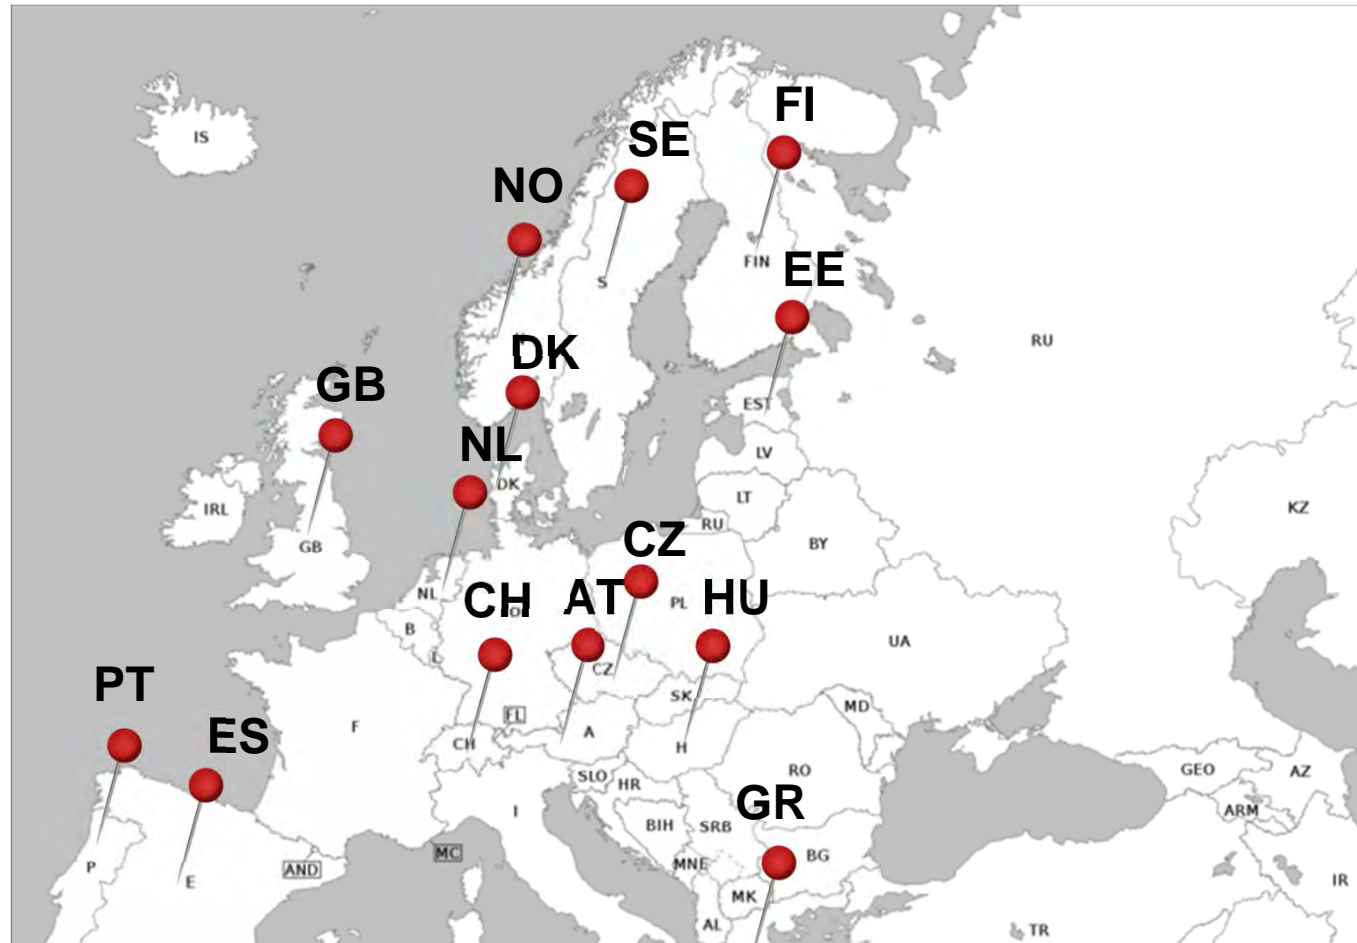 FI
SE
IS
NO
FIN
EE
S
RU
DK
GB
EST
NL
LV
DK
LT
IRL
KZ
RU
CZ
GB
BY
NL
CH
AT
PL
HU
B
UA
L
CZ
PT
SK
FL
MD
ES
F
A
CH
H
RO
GEO
AZ
SLO
HR
GR
I
ARM
BIH
SRB
MC
BG
MNE
P
AND
E
IR
MK
AL
TR